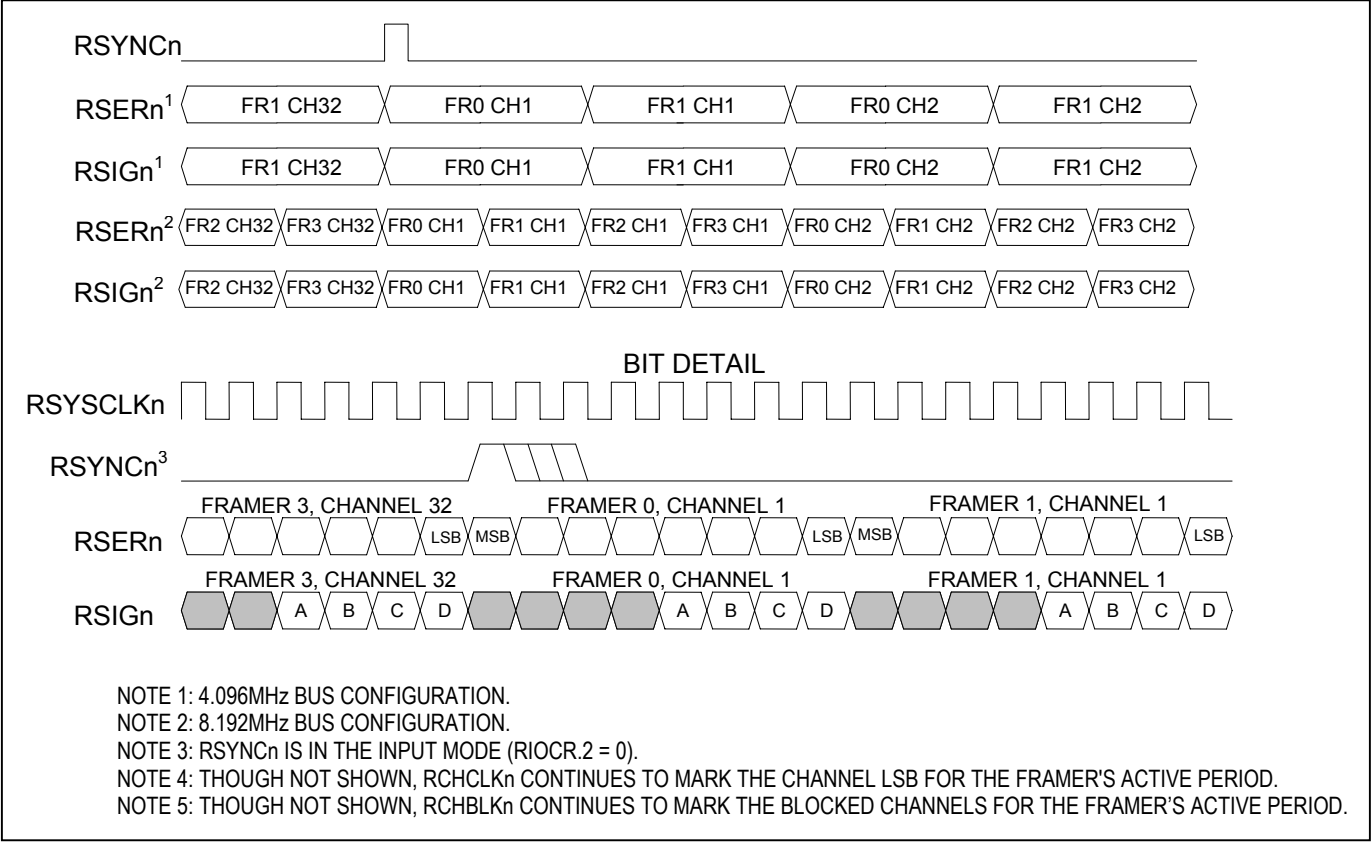 RSYNCn
RSERn1 FR1 CH32 FR0 CH1 FR1 CH1 FR0 CH2 FR1 CH2
RSIGn1 FR1 CH32 FR0 CH1 FR1 CH1 FR0 CH2 FR1 CH2
RSERn2 FR2 CH32 FR3 CH32 FR0 CH1 FR1 CH1 FR2 CH1 FR3 CH1 FR0 CH2 FR1 CH2 FR2 CH2 FR3 CH2
RSIGn2 FR2 CH32 FR3 CH32 FR0 CH1 FR1 CH1 FR2 CH1 FR3 CH1 FR0 CH2 FR1 CH2 FR2 CH2 FR3 CH2
BIT DETAIL
RSYSCLKn
RSYNCn3
FRAMER 3, CHANNEL 32 FRAMER 0, CHANNEL 1 FRAMER 1, CHANNEL 1
RSERn LSB MSB LSB MSB LSB
FRAMER 3, CHANNEL 32 FRAMER 0, CHANNEL 1 FRAMER 1, CHANNEL 1
RSIGn A B C D A B C D A B C D
NOTE 1: 4.096MHz BUS CONFIGURATION.
NOTE 2: 8.192MHz BUS CONFIGURATION.
NOTE 3: RSYNCn IS IN THE INPUT MODE (RIOCR.2 = 0).
NOTE 4: THOUGH NOT SHOWN, RCHCLKn CONTINUES TO MARK THE CHANNEL LSB FOR THE FRAMER'S ACTIVE PERIOD.
NOTE 5: THOUGH NOT SHOWN, RCHBLKn CONTINUES TO MARK THE BLOCKED CHANNELS FOR THE FRAMER’S ACTIVE PERIOD.